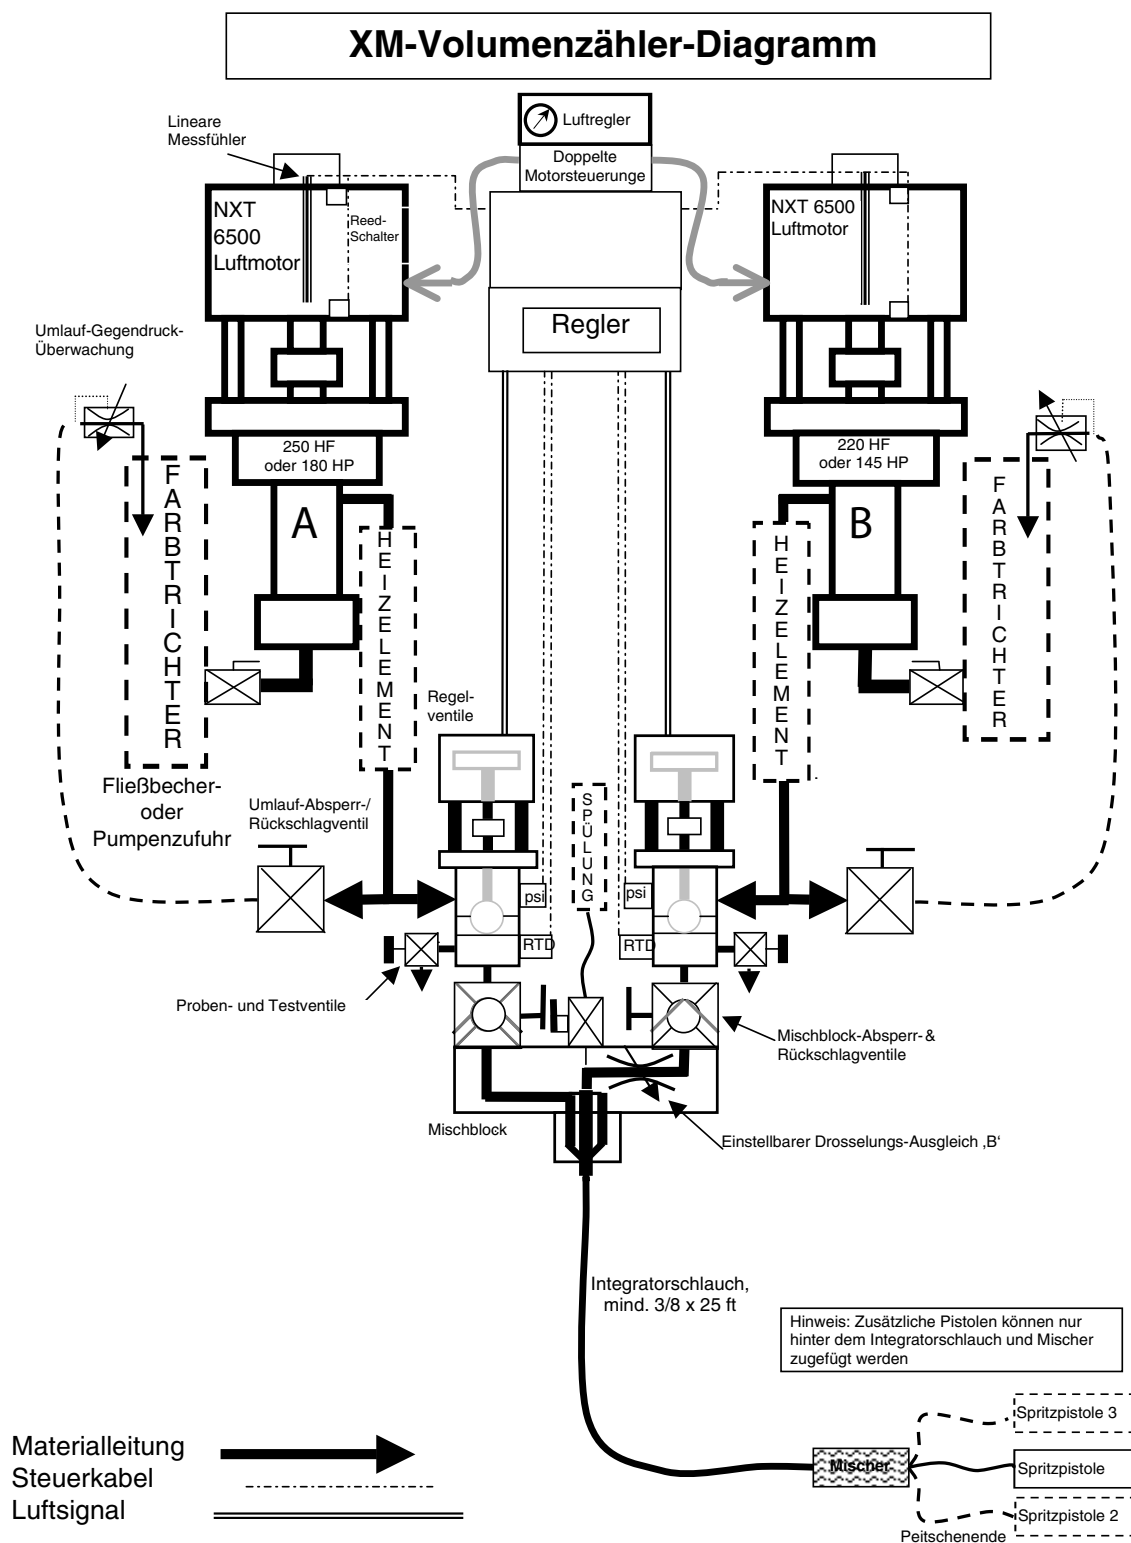 XM-Volumenzähler-Diagramm
Luftregler
Doppelte
Motorsteuerunge
Lineare
Messfühler
NXT
6500
Luftmotor
Reed-
Schalter
NXT 6500
Luftmotor
Regler
Umlauf-Gegendruck-
Überwachung
250 HF
oder 180 HP
220 HF
oder 145 HP
A
B
FARBTRICHTER
HEIZELEMENT
HEIZELEMENT
FARBTRICHTER
Regel-
ventile
Fließbecher-
oder
Pumpenzufuhr
Umlauf-Absperr-/
Rückschlagventil
SPÜLUNG
psi
psi
RTD
RTD
Proben- und Testventile
Mischblock-Absperr- &
Rückschlagventile
Mischblock
Einstellbarer Drosselungs-Ausgleich ‚B‘
Integratorschlauch,
mind. 3/8 x 25 ft
Hinweis: Zusätzliche Pistolen können nur
hinter dem Integratorschlauch und Mischer
zugefügt werden
Spritzpistole 3
Mischer
Spritzpistole
Spritzpistole 2
Peitschenende
Materialleitung
Steuerkabel
Luftsignal